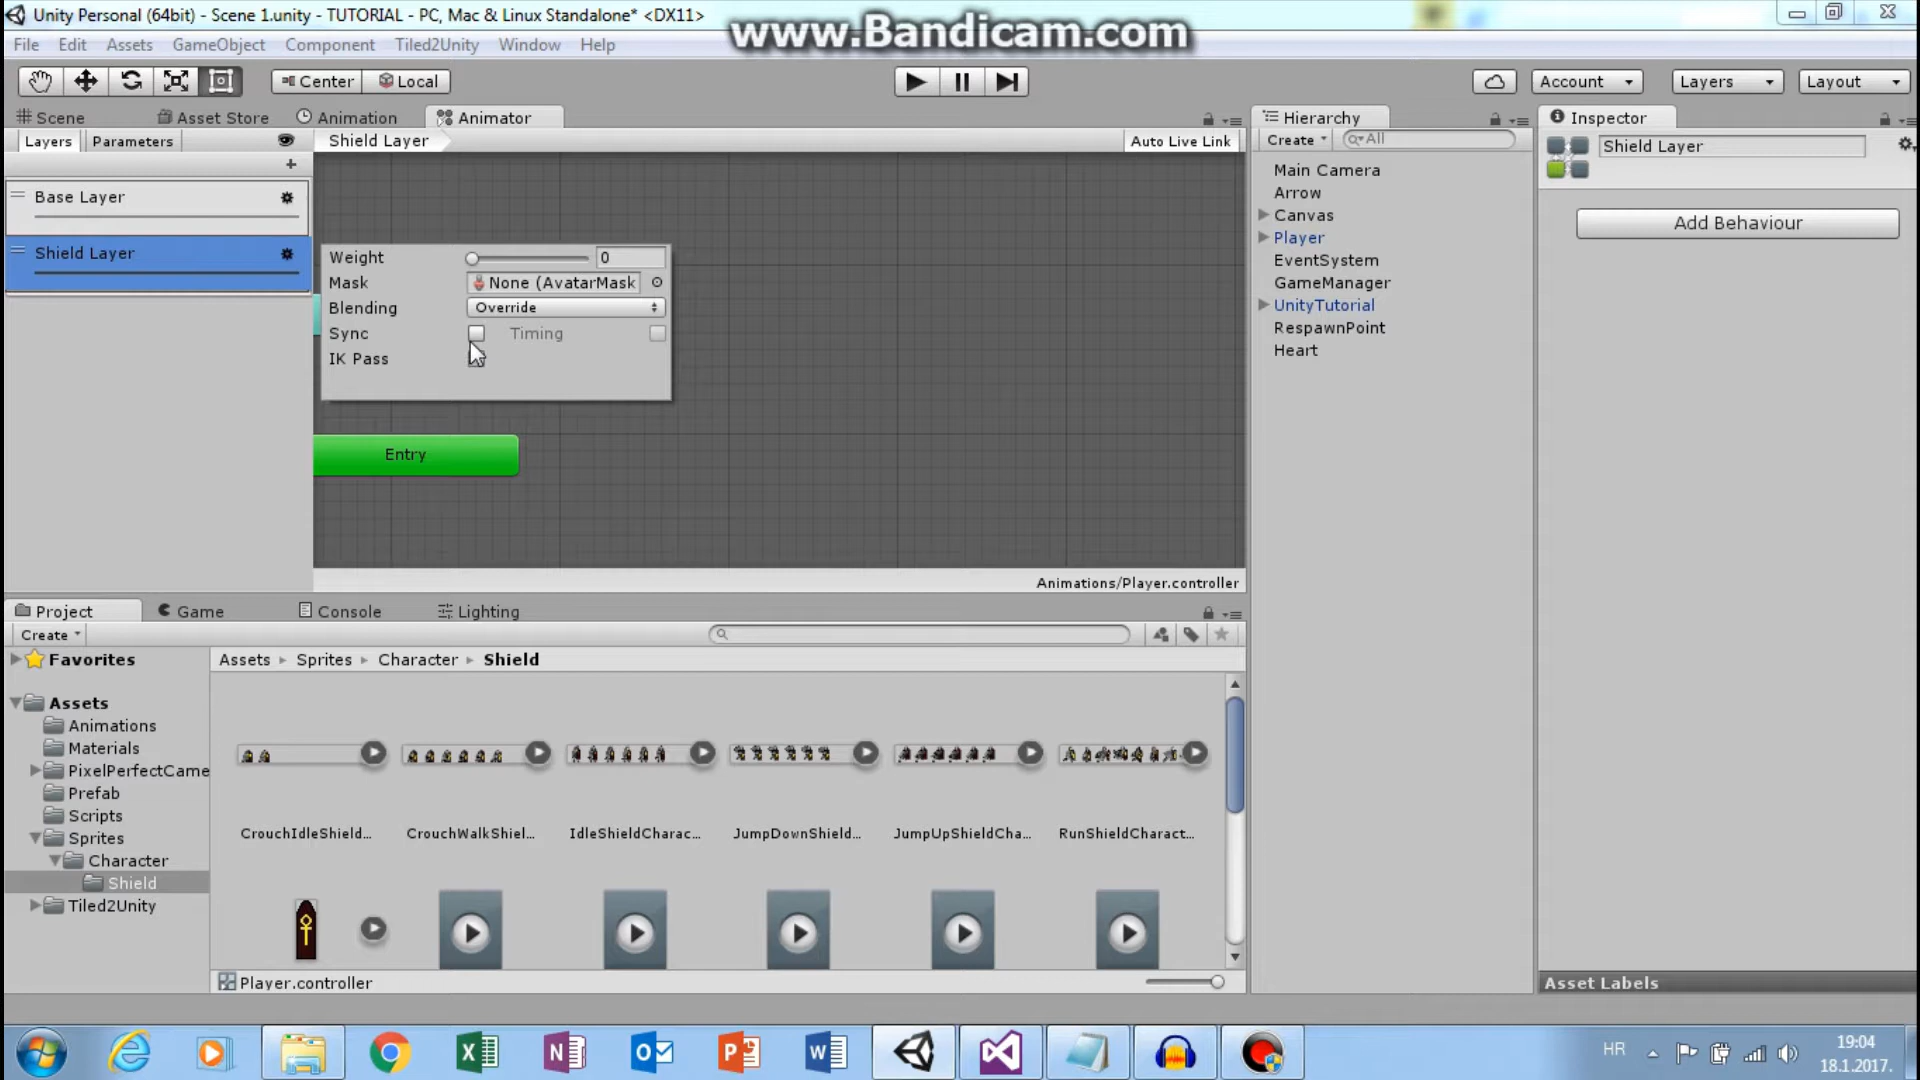 Unity Personal (64bit) - Scene 1.unity - TUTORIAL - PC, Mac & Linux Standalone* <DX11>
www.Bandicam.com
File Edit Assets GameObject Component Tiled2Unity Window Help
Center Local Account Layers Layout
Scene Asset Store Animation Animator Hierarchy Inspector
Layers Parameters Shield Layer Auto Live Link Create All Shield Layer
Main Camera
Base Layer
Arrow
Canvas
Add Behaviour
Player
Shield Layer
Weight 0
EventSystem
Mask None (AvatarMask
GameManager
Blending Override
UnityTutorial
Sync Timing
RespawnPoint
IK Pass
Heart
Entry
Animations/Player.controller
Project Game Console Lighting
Create
Favorites
Assets Sprites Character Shield
Assets
Animations
Materials
PixelPerfectCame
Prefab
Scripts
Sprites
Character
Shield
Tiled2Unity
CrouchIdleShield... CrouchWalkShiel... IdleShieldCharac... JumpDownShield... JumpUpShieldCha... RunShieldCharact...
Player.controller
Asset Labels
HR
19:04
18.1.2017.